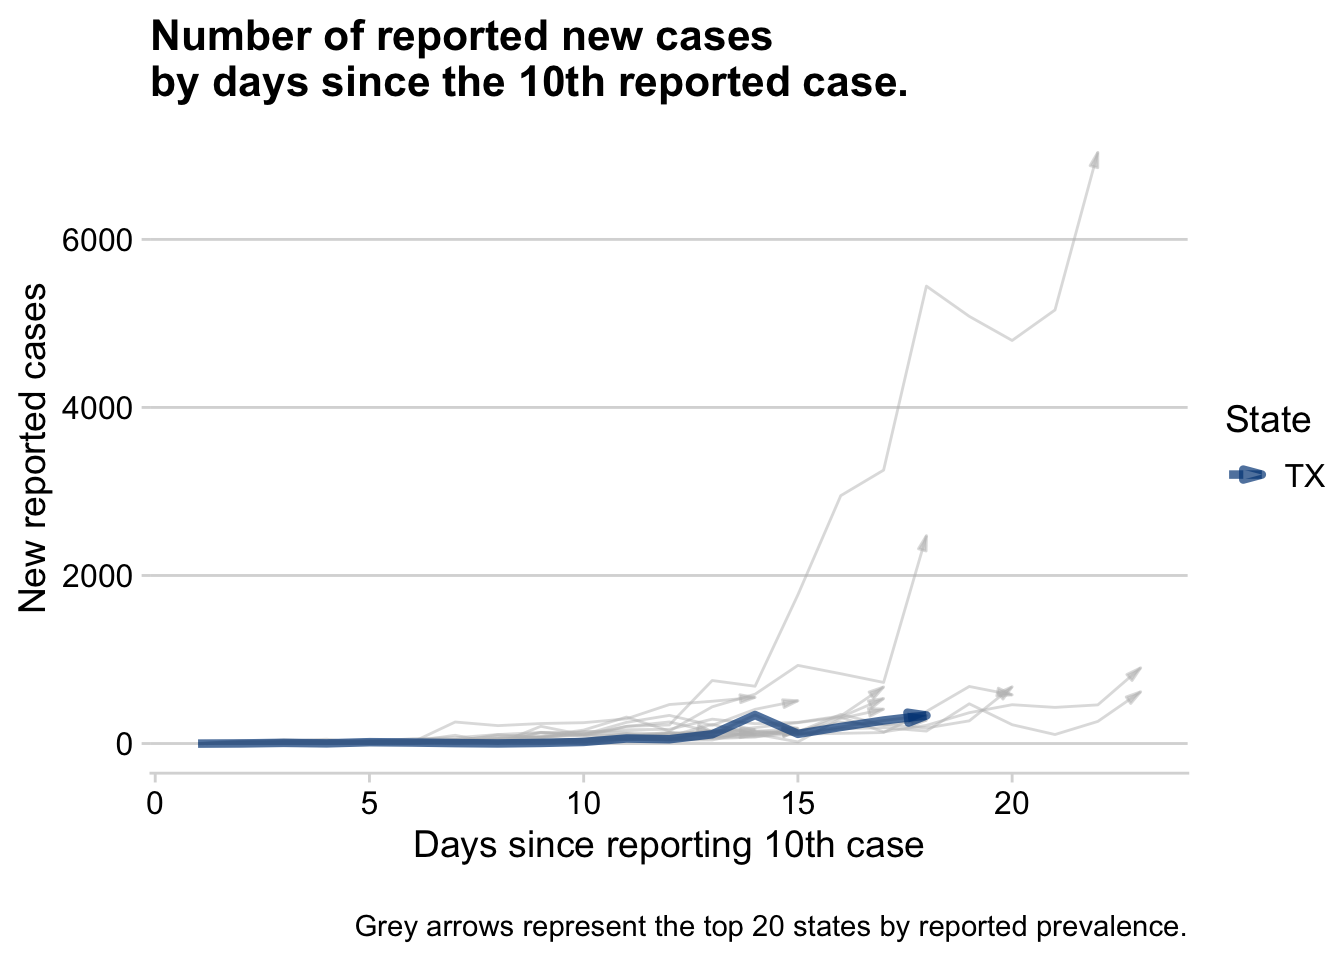 Number of reported new cases
by days since the 10th reported case.
6000
4000
2000
0
New reported cases
0 5 10 15 20
Days since reporting 10th case
State
TX
Grey arrows represent the top 20 states by reported prevalence.